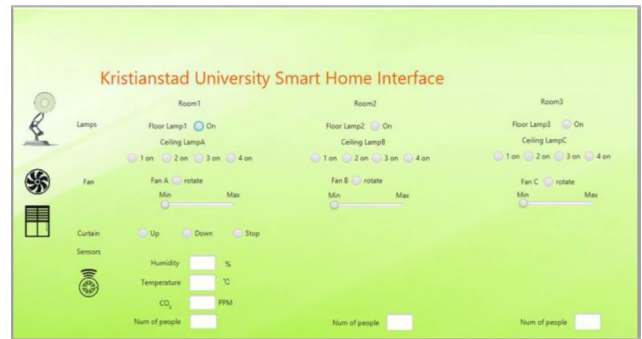 Kristianstad University Smart Home Interface
Room1 Room2 Room3
Lamps Floor Lamp1 On Floor Lamp2 On Floor Lamp3 On
Ceiling LampA Ceiling LampB Ceiling LampC
1 on 2 on 3 on 4 on 1 on 2 on 3 on 4 on 1 on 2 on 3 on 4 on
Fan Fan A rotate Fan B rotate Fan C rotate
Min Max Min Max Min Max
Curtain Up Down Stop
Sensors
Humidity %
Temperature °C
CO₂ PPM
Num of people Num of people Num of people